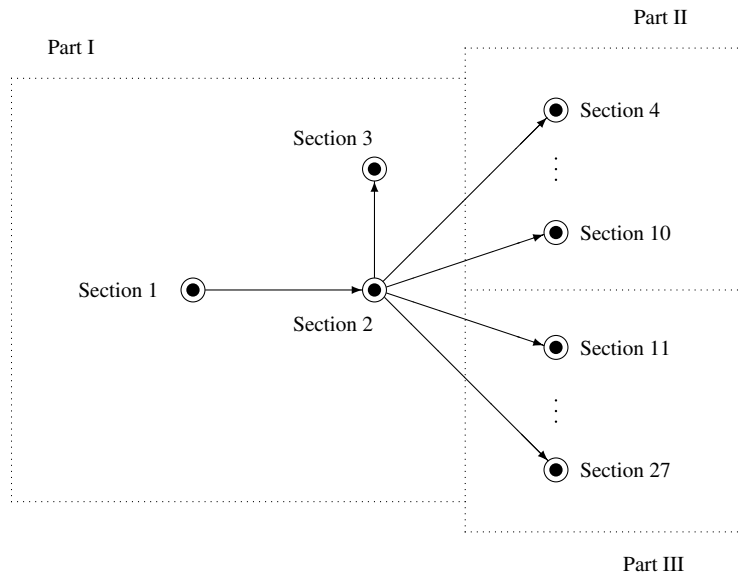 Part II
Part I
Section 4
Section 3
⋮
Section 10
Section 1
Section 2
Section 11
⋮
Section 27
Part III